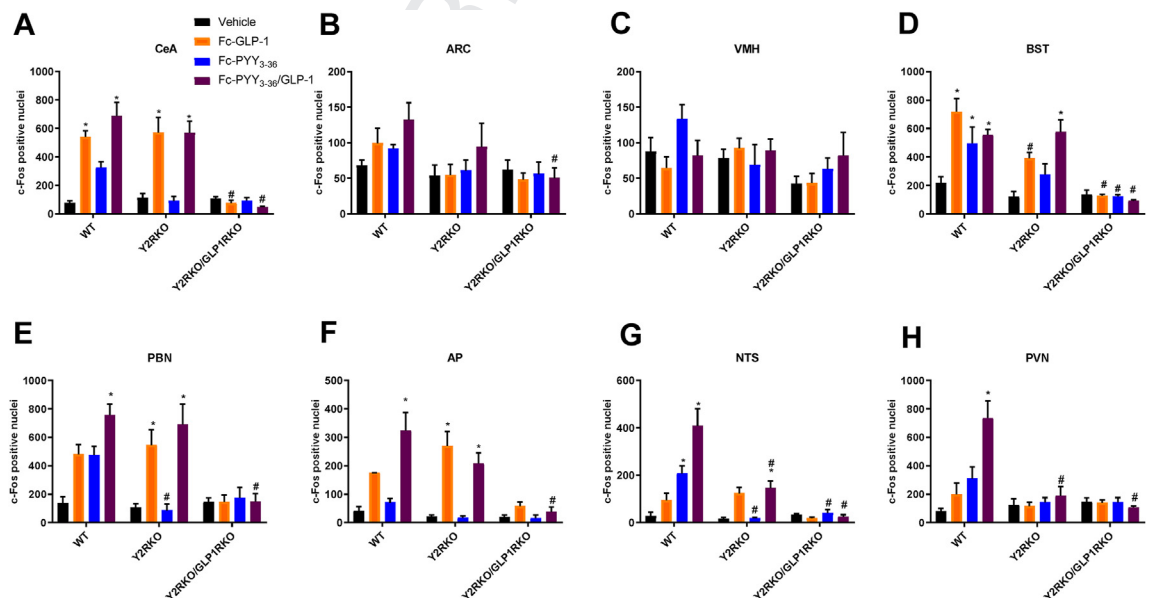 A
Vehicle
Fc-GLP-1
Fc-PYY3-36
Fc-PYY3-36/GLP-1
CeA
c-Fos positive nuclei
1000
800
600
400
200
0
* * * * # #
WT
Y2RKO
Y2RKO/GLP1RKO
B
ARC
c-Fos positive nuclei
200
150
100
50
0
#
WT
Y2RKO
Y2RKO/GLP1RKO
C
VMH
c-Fos positive nuclei
200
150
100
50
0
WT
Y2RKO
Y2RKO/GLP1RKO
D
BST
c-Fos positive nuclei
1000
800
600
400
200
0
* * * # * # # #
WT
Y2RKO
Y2RKO/GLP1RKO
E
PBN
c-Fos positive nuclei
1000
800
600
400
200
0
* * # * #
WT
Y2RKO
Y2RKO/GLP1RKO
F
AP
c-Fos positive nuclei
500
400
300
200
100
0
* * * #
WT
Y2RKO
Y2RKO/GLP1RKO
G
NTS
c-Fos positive nuclei
600
400
200
0
* * # # * # #
WT
Y2RKO
Y2RKO/GLP1RKO
H
PVN
c-Fos positive nuclei
1000
800
600
400
200
0
* # #
WT
Y2RKO
Y2RKO/GLP1RKO